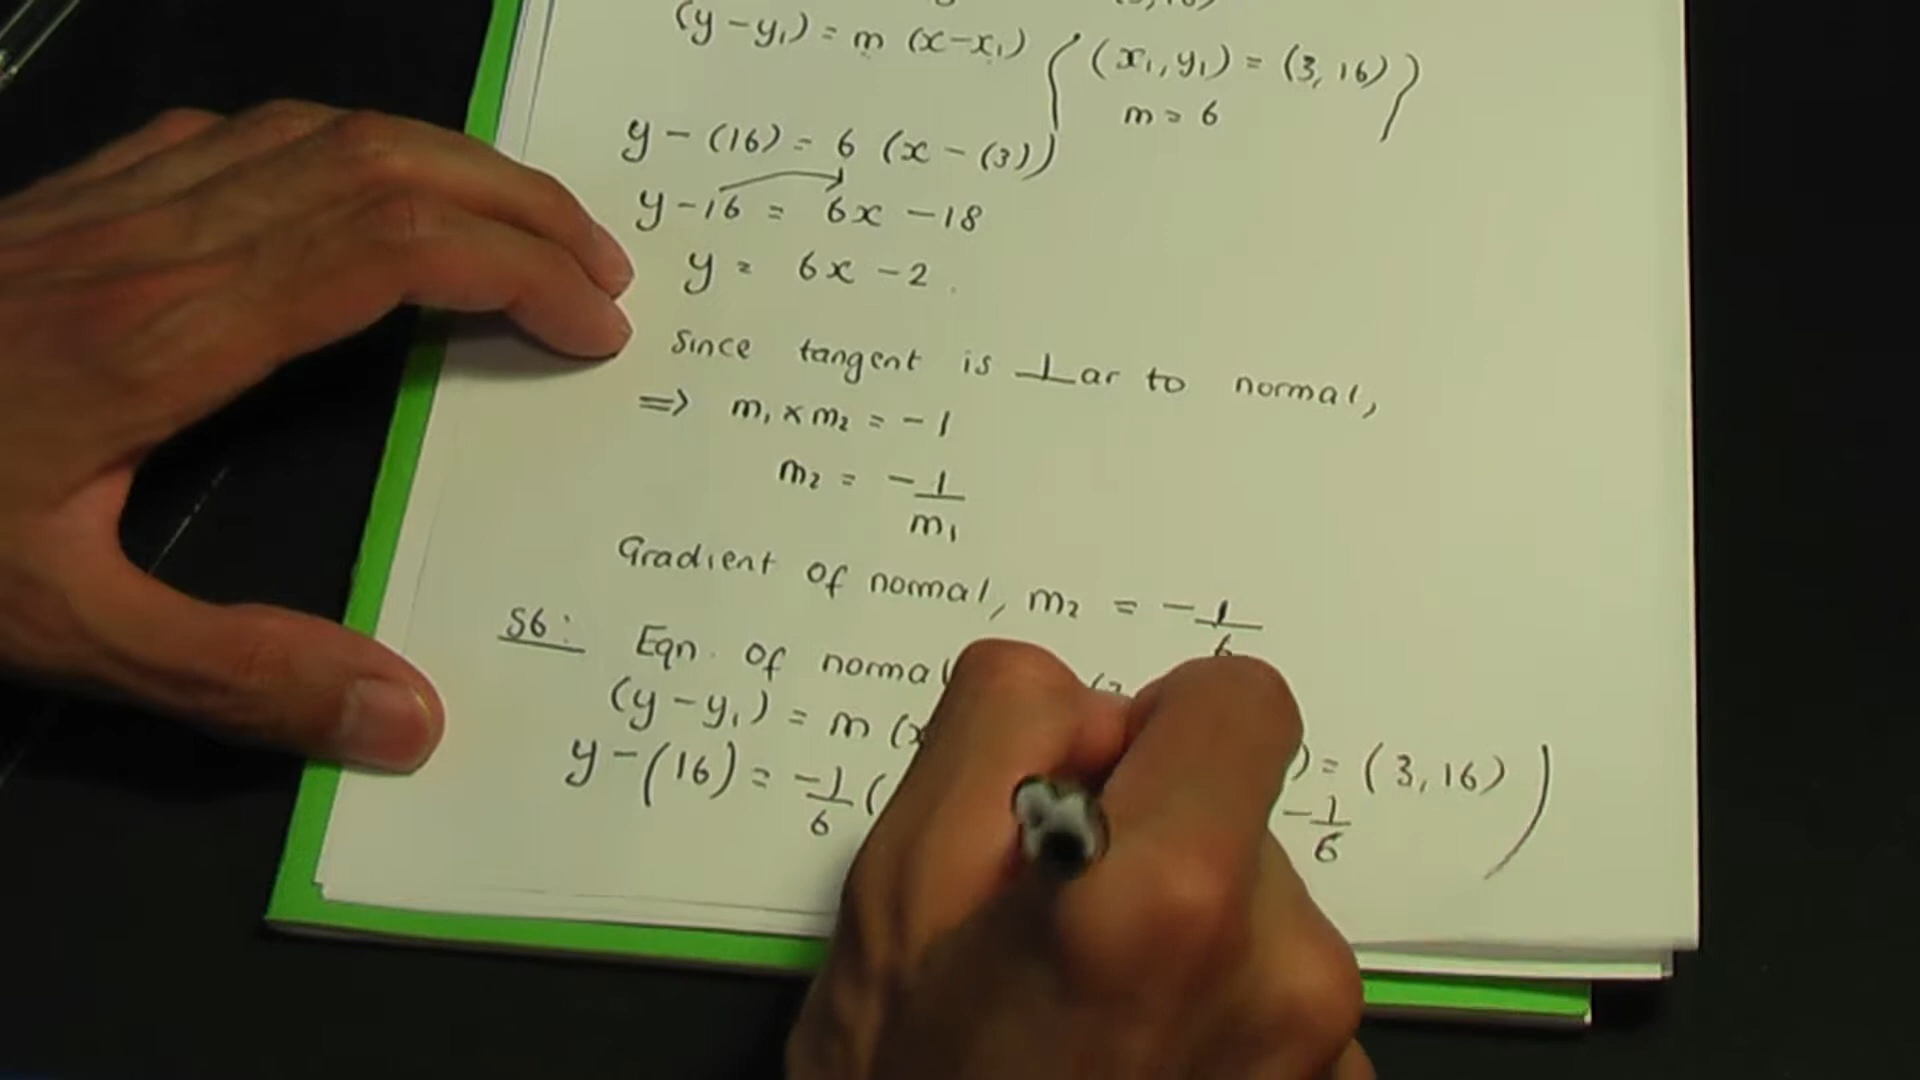 (y - y₁) = m (x - x₁) ( (x₁, y₁) = (3, 16) )
m = 6
y - (16) = 6 (x - (3))
y - 16 = 6x - 18
y = 6x - 2.
Since tangent is ⊥ar to normal,
⇒ m₁ × m₂ = -1
m₂ = -1/m₁
Gradient of normal, m₂ = -1/6
S6: Eqn. of normal
(y - y₁) = m (x ) = (3, 16) )
y - (16) = -1/6 ( -1/6